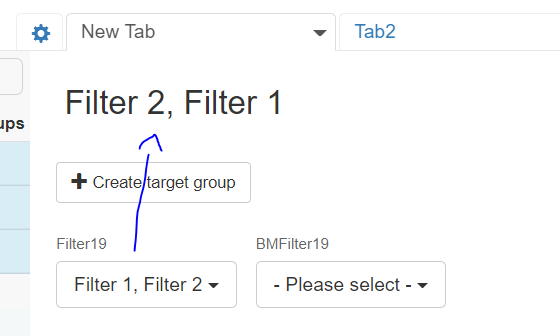 New Tab Tab2
ups
Filter 2, Filter 1
Create target group
Filter19 BMFilter19
Filter 1, Filter 2 - Please select -